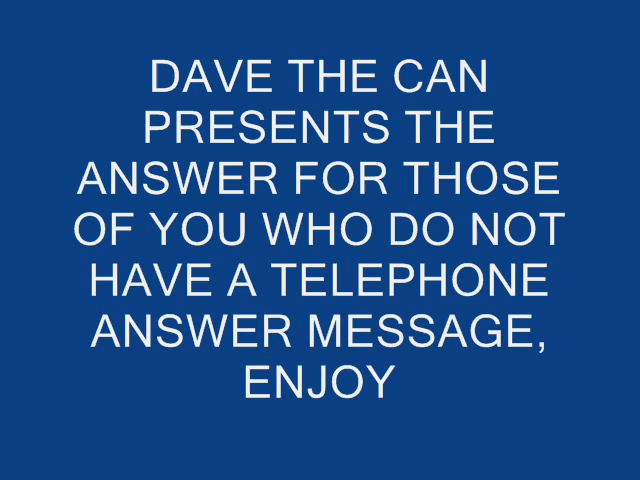 DAVE THE CAN
PRESENTS THE
ANSWER FOR THOSE
OF YOU WHO DO NOT
HAVE A TELEPHONE
ANSWER MESSAGE,
ENJOY